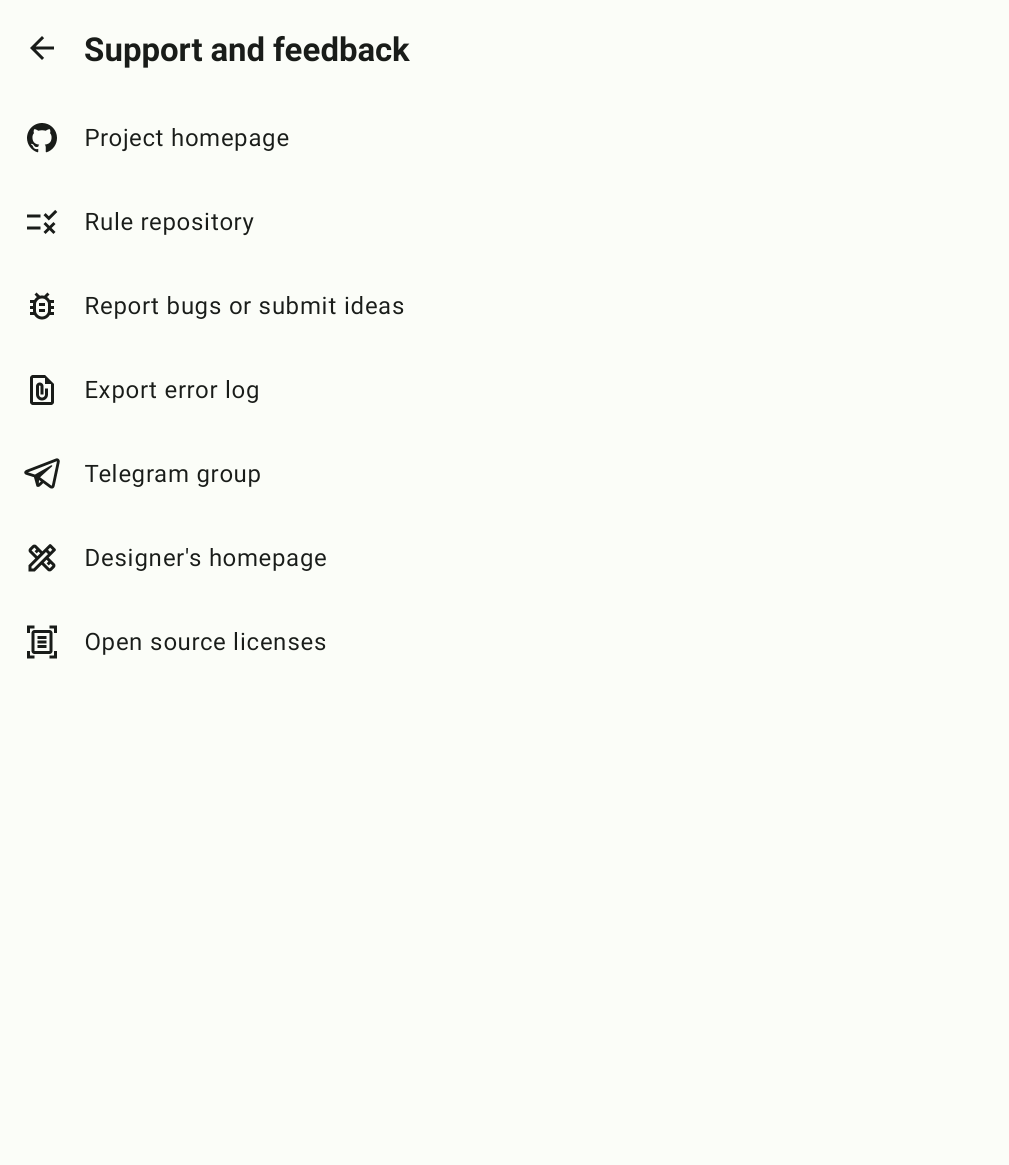 Support and feedback
Project homepage
Rule repository
Report bugs or submit ideas
Export error log
Telegram group
Designer's homepage
Open source licenses